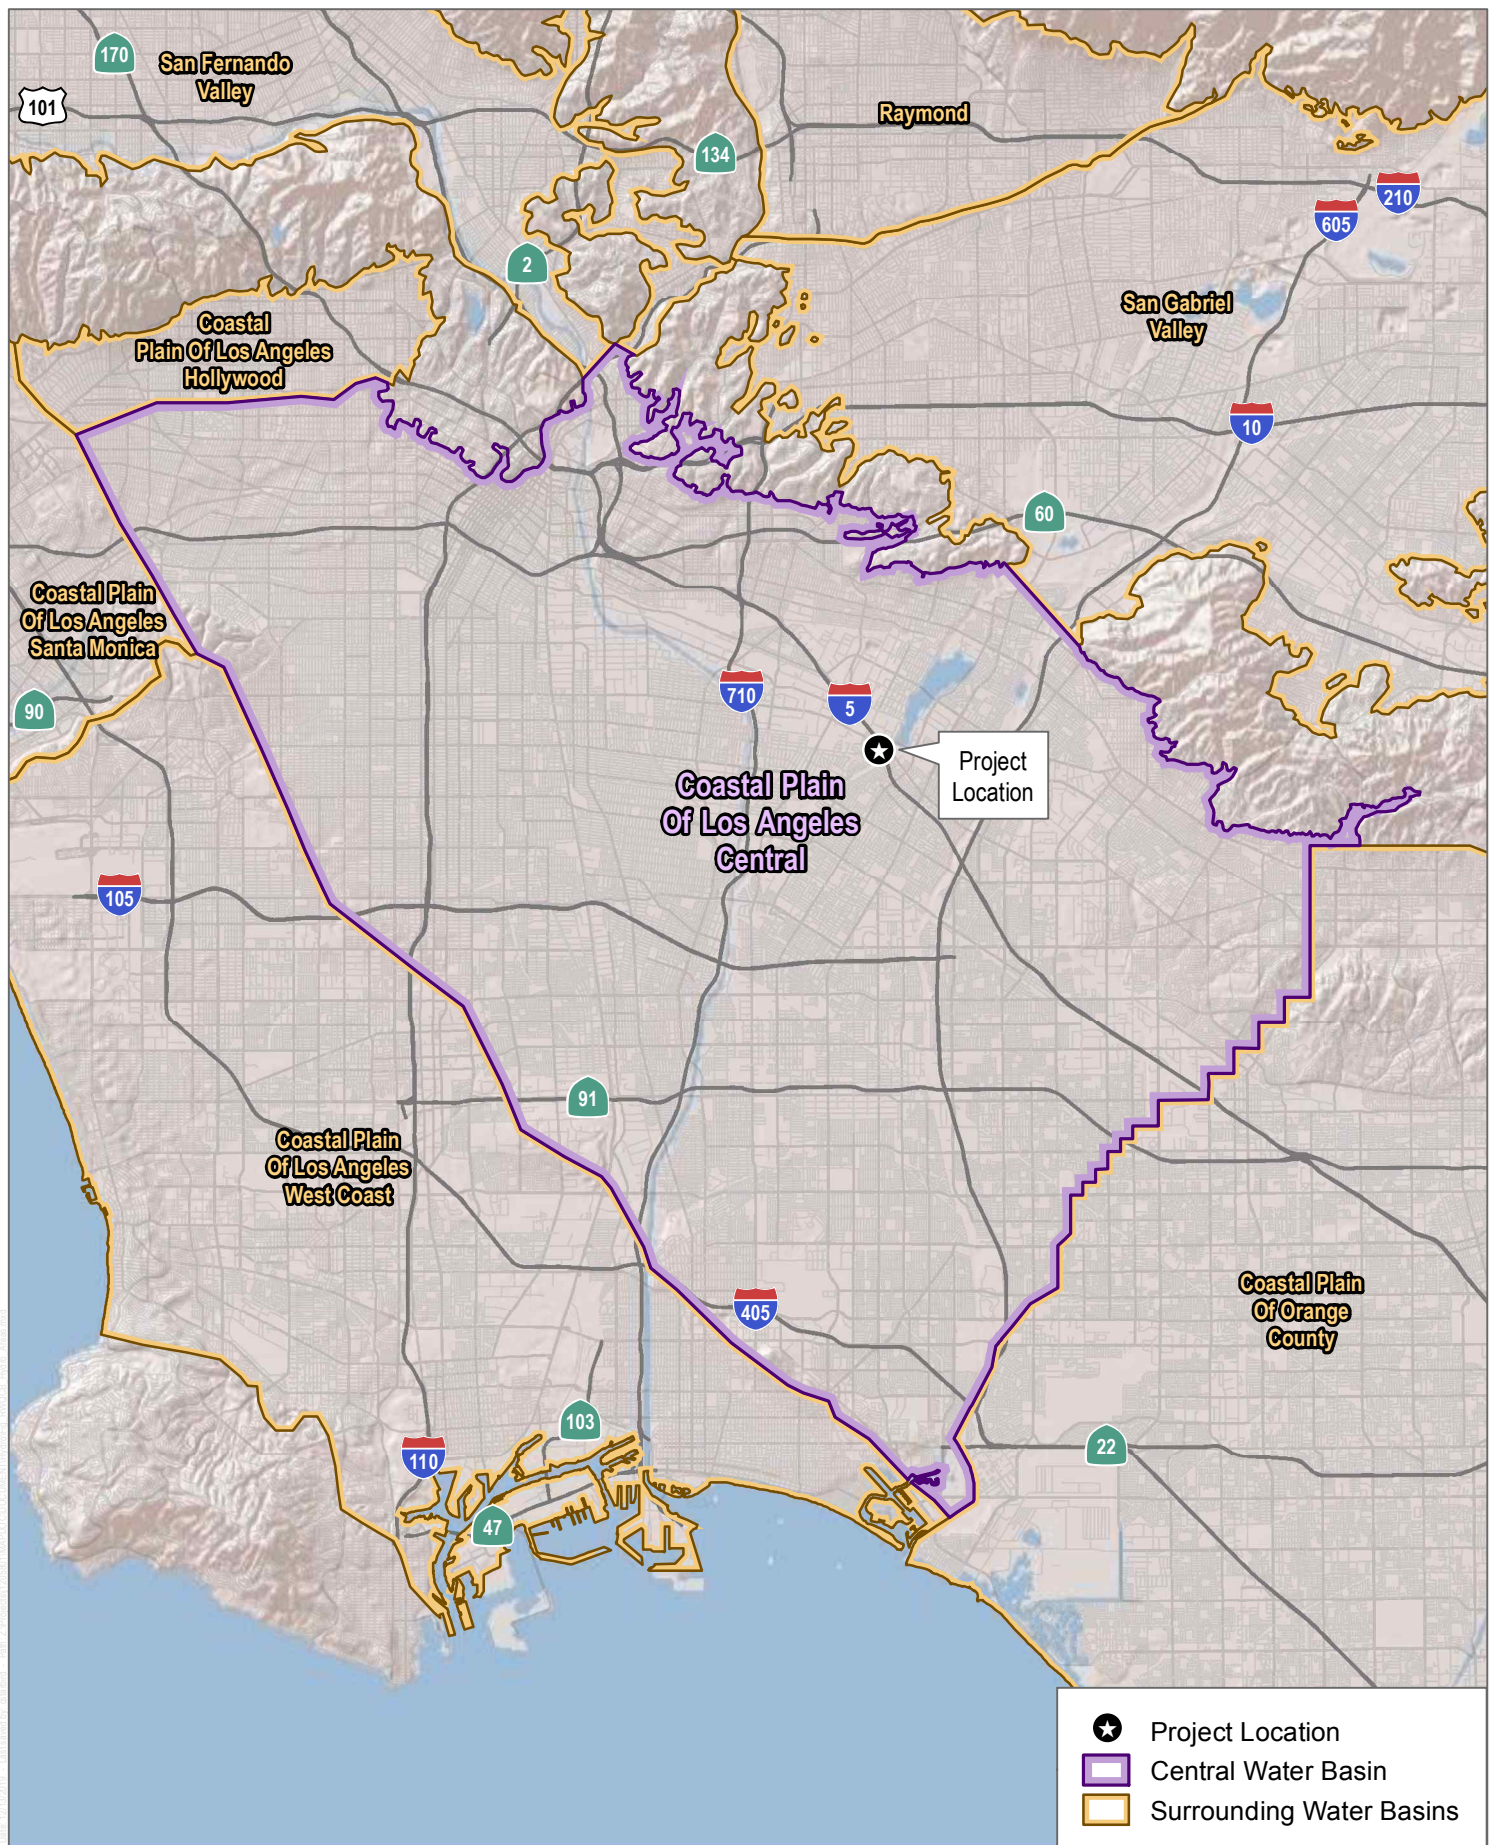 170
San Fernando
Valley
101
Raymond
134
210
605
2
San Gabriel
Valley
Coastal
Plain Of Los Angeles
Hollywood
10
60
Coastal Plain
Of Los Angeles
Santa Monica
90
710
5
Project
Location
Coastal Plain
Of Los Angeles
Central
105
91
Coastal Plain
Of Los Angeles
West Coast
Coastal Plain
Of Orange
County
405
103
22
110
47
Project Location
Central Water Basin
Surrounding Water Basins